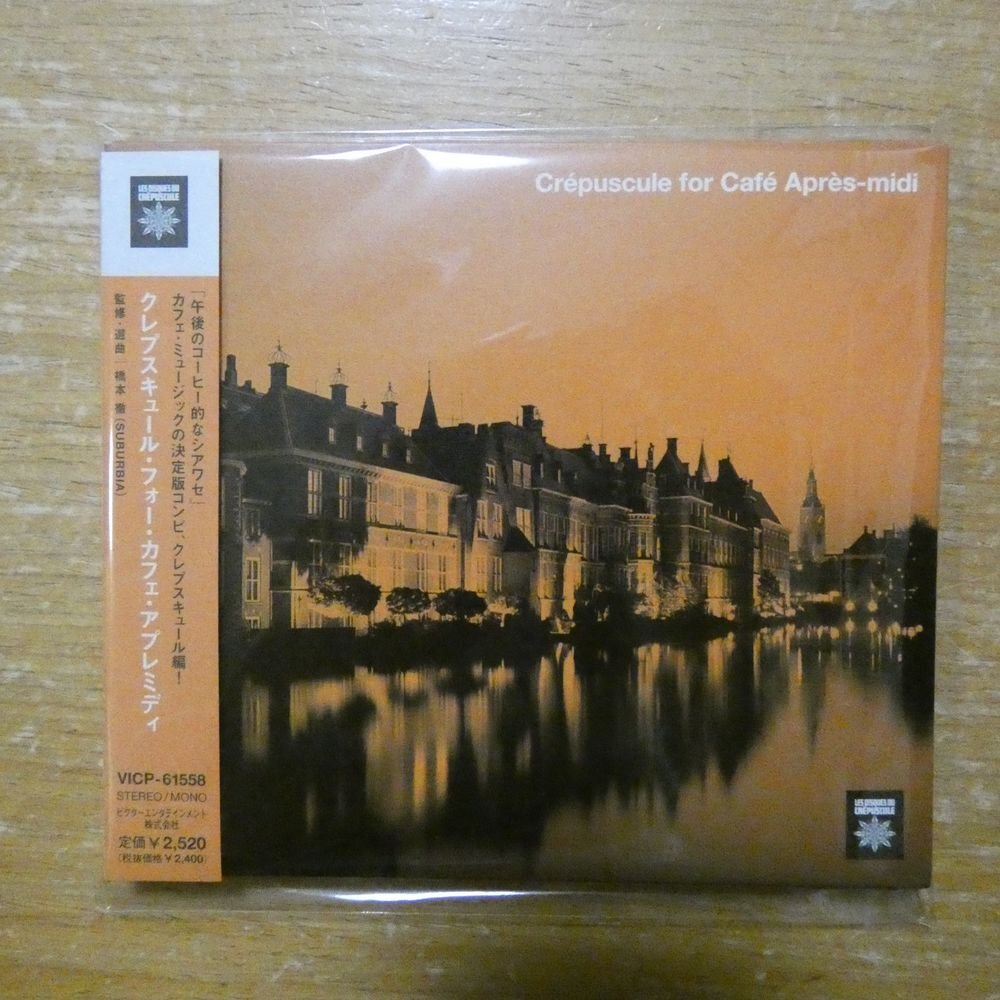 Crépuscule for Café Après-midi
LES DISQUES DU
CRÉPUSCULE
「午後のコーヒー的なシアワセ」
カフェ・ミュージックの決定版コンピ、クレプスキュール編!
クレプスキュール・フォー・カフェ・アプレミディ
監修・選曲|橋本 徹(SUBURBIA)
VICP-61558
STEREO/MONO
ビクターエンタテインメント
株式会社
定価¥2,520
(税抜価格¥2,400)
LES DISQUES DU
CRÉPUSCULE